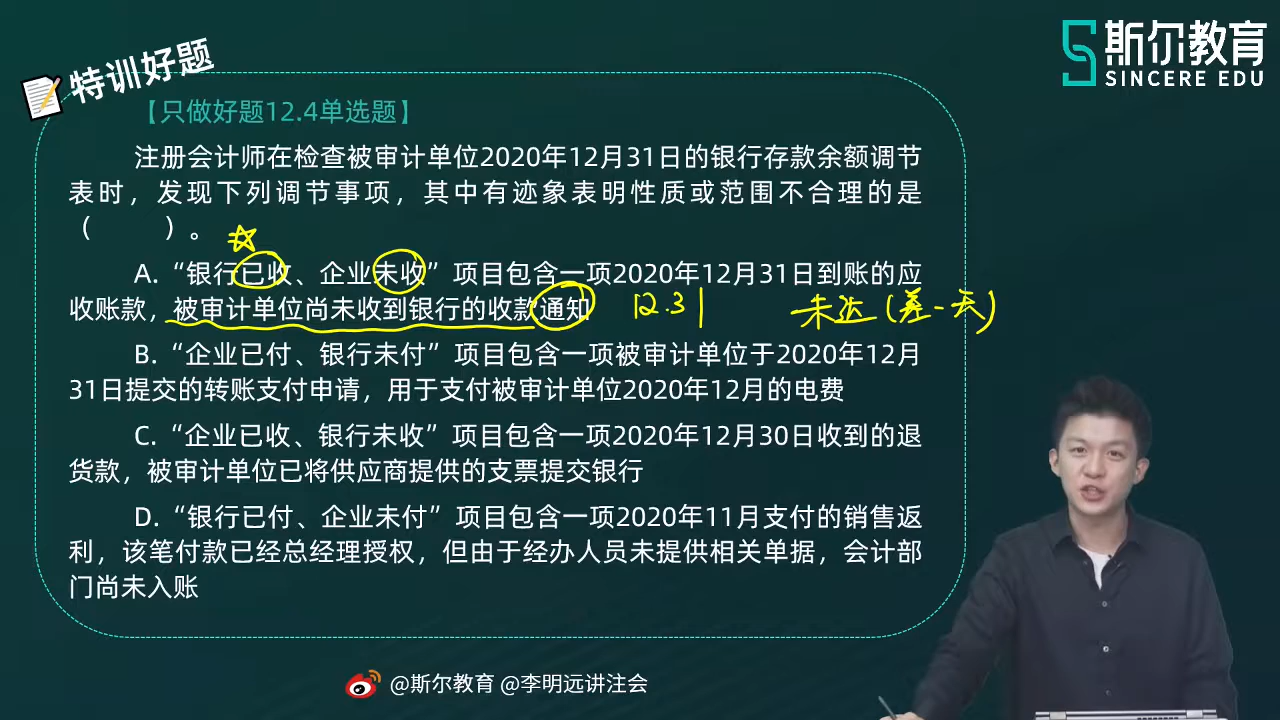 特训好题
斯尔教育
SINCERE EDU
【只做好题12.4单选题】
注册会计师在检查被审计单位2020年12月31日的银行存款余额调节
表时，发现下列调节事项，其中有迹象表明性质或范围不合理的是
（ ）。
A.“银行已收、企业未收”项目包含一项2020年12月31日到账的应
收账款，被审计单位尚未收到银行的收款通知
12.31 未达(差一天)
B.“企业已付、银行未付”项目包含一项被审计单位于2020年12月
31日提交的转账支付申请，用于支付被审计单位2020年12月的电费
C.“企业已收、银行未收”项目包含一项2020年12月30日收到的退
货款，被审计单位已将供应商提供的支票提交银行
D.“银行已付、企业未付”项目包含一项2020年11月支付的销售返
利，该笔付款已经总经理授权，但由于经办人员未提供相关单据，会计部
门尚未入账
@斯尔教育 @李明远讲注会